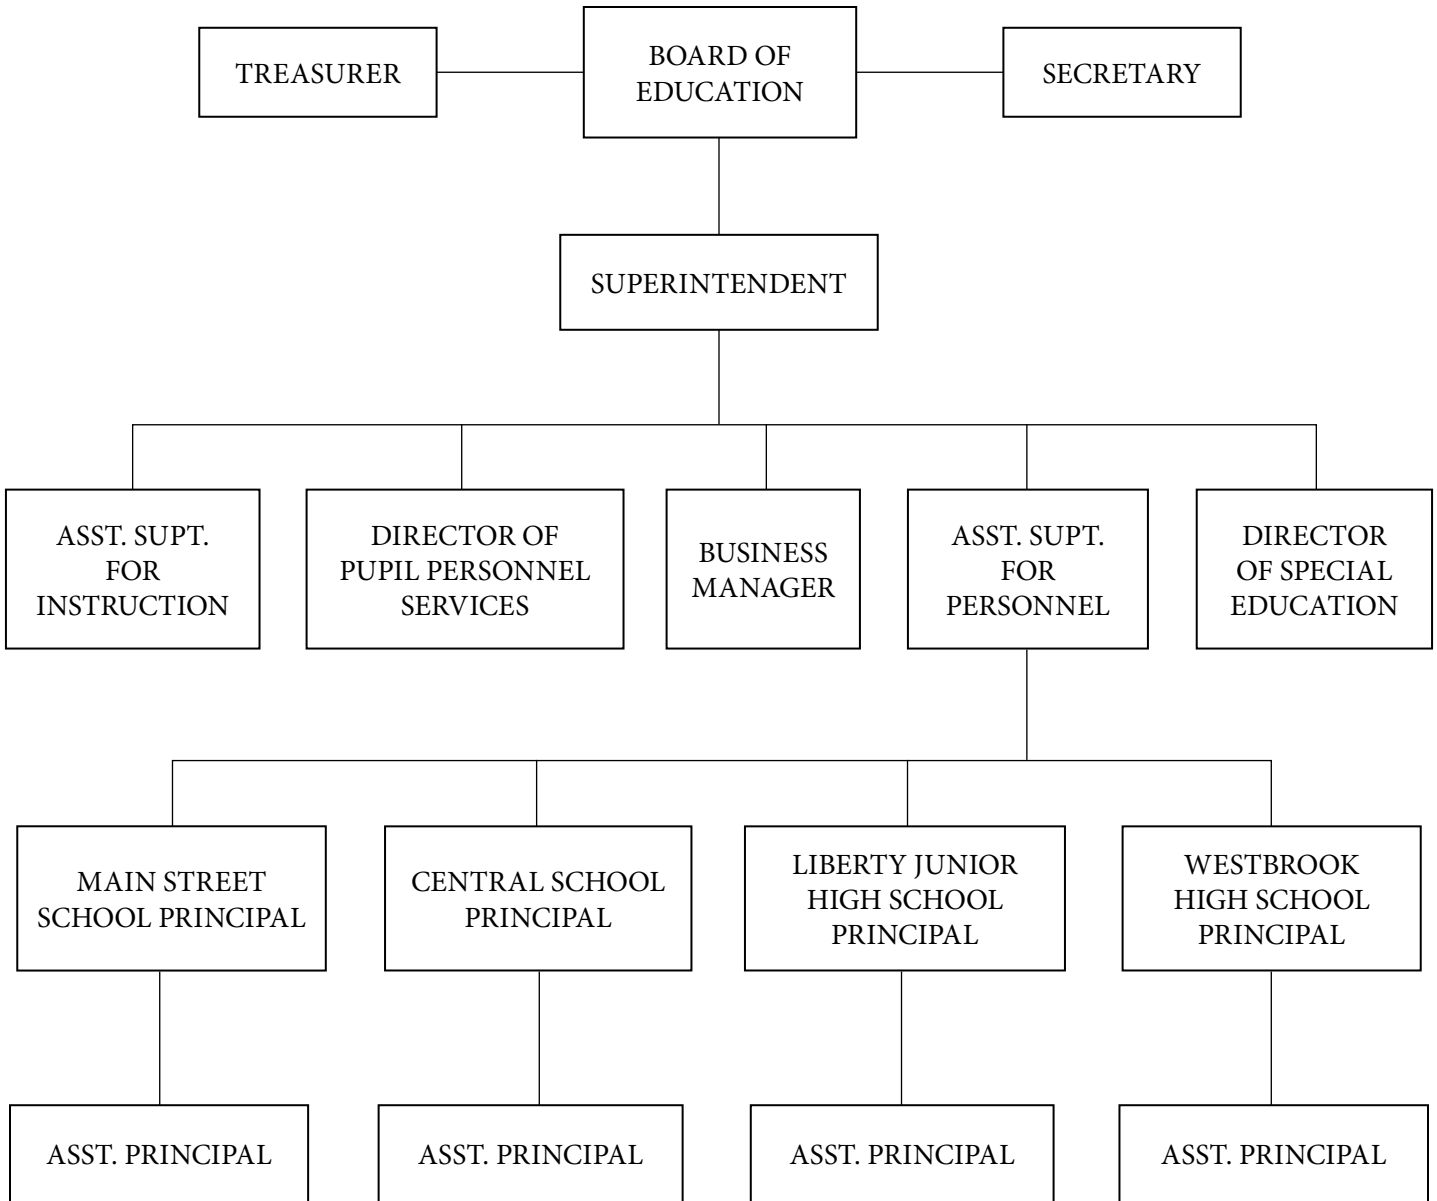 TREASURER
BOARD OF
EDUCATION
SECRETARY
SUPERINTENDENT
ASST. SUPT.
FOR
INSTRUCTION
DIRECTOR OF
PUPIL PERSONNEL
SERVICES
BUSINESS
MANAGER
ASST. SUPT.
FOR
PERSONNEL
DIRECTOR
OF SPECIAL
EDUCATION
MAIN STREET
SCHOOL PRINCIPAL
CENTRAL SCHOOL
PRINCIPAL
LIBERTY JUNIOR
HIGH SCHOOL
PRINCIPAL
WESTBROOK
HIGH SCHOOL
PRINCIPAL
ASST. PRINCIPAL
ASST. PRINCIPAL
ASST. PRINCIPAL
ASST. PRINCIPAL